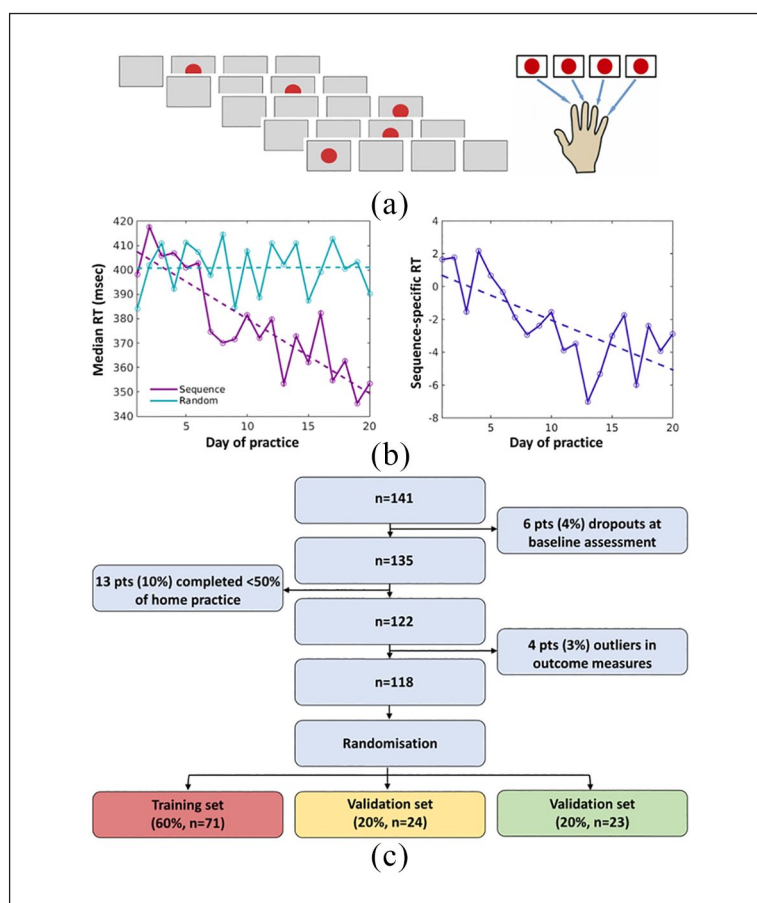 (a)
420
410
400
390
380
370
360
350
340
Median RT (msec)
Sequence
Random
5
10
15
20
Day of practice
4
2
0
-2
-4
-6
-8
Sequence-specific RT
5
10
15
20
Day of practice
(b)
n=141
6 pts (4%) dropouts at
baseline assessment
n=135
13 pts (10%) completed <50%
of home practice
n=122
4 pts (3%) outliers in
outcome measures
n=118
Randomisation
Training set
(60%, n=71)
Validation set
(20%, n=24)
Validation set
(20%, n=23)
(c)